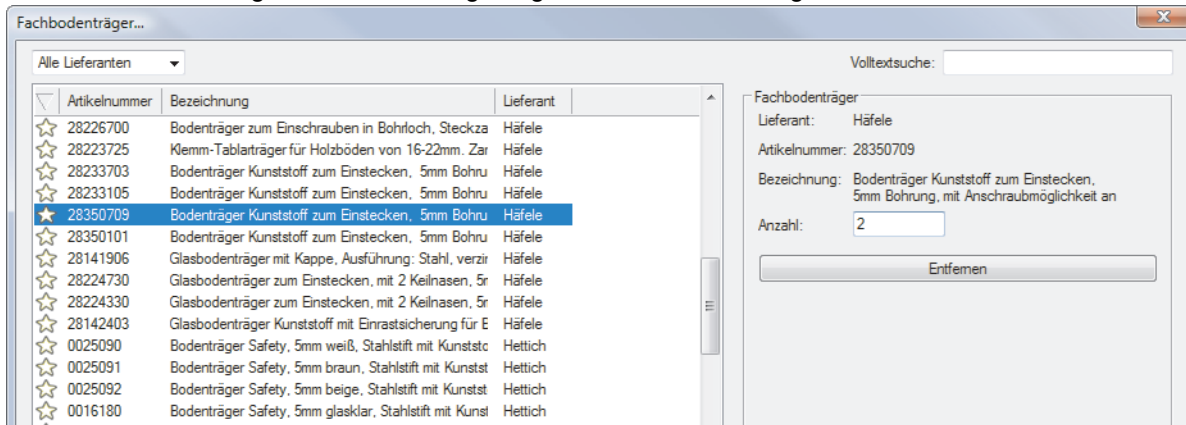 Fachbodenträger...
Alle Lieferanten
Volltextsuche:
Artikelnummer Bezeichnung Lieferant
28226700 Bodenträger zum Einschrauben in Bohrloch, Steckza Häfele
28223725 Klemm-Tablarträger für Holzböden von 16-22mm. Zar Häfele
28233703 Bodenträger Kunststoff zum Einstecken, 5mm Bohru Häfele
28233105 Bodenträger Kunststoff zum Einstecken, 5mm Bohru Häfele
28350709 Bodenträger Kunststoff zum Einstecken, 5mm Bohru Häfele
28350101 Bodenträger Kunststoff zum Einstecken, 5mm Bohru Häfele
28141906 Glasbodenträger mit Kappe, Ausführung: Stahl, verzir Häfele
28224730 Glasbodenträger zum Einstecken, mit 2 Keilnasen, 5r Häfele
28224330 Glasbodenträger zum Einstecken, mit 2 Keilnasen, 5r Häfele
28142403 Glasbodenträger Kunststoff mit Einrastsicherung für E Häfele
0025090 Bodenträger Safety, 5mm weiß, Stahlstift mit Kunststc Hettich
0025091 Bodenträger Safety, 5mm braun, Stahlstift mit Kunstst Hettich
0025092 Bodenträger Safety, 5mm beige, Stahlstift mit Kunstst Hettich
0016180 Bodenträger Safety, 5mm glasklar, Stahlstift mit Kunst Hettich
Fachbodenträger
Lieferant: Häfele
Artikelnummer: 28350709
Bezeichnung: Bodenträger Kunststoff zum Einstecken,
5mm Bohrung, mit Anschraubmöglichkeit an
Anzahl: 2
Entfernen